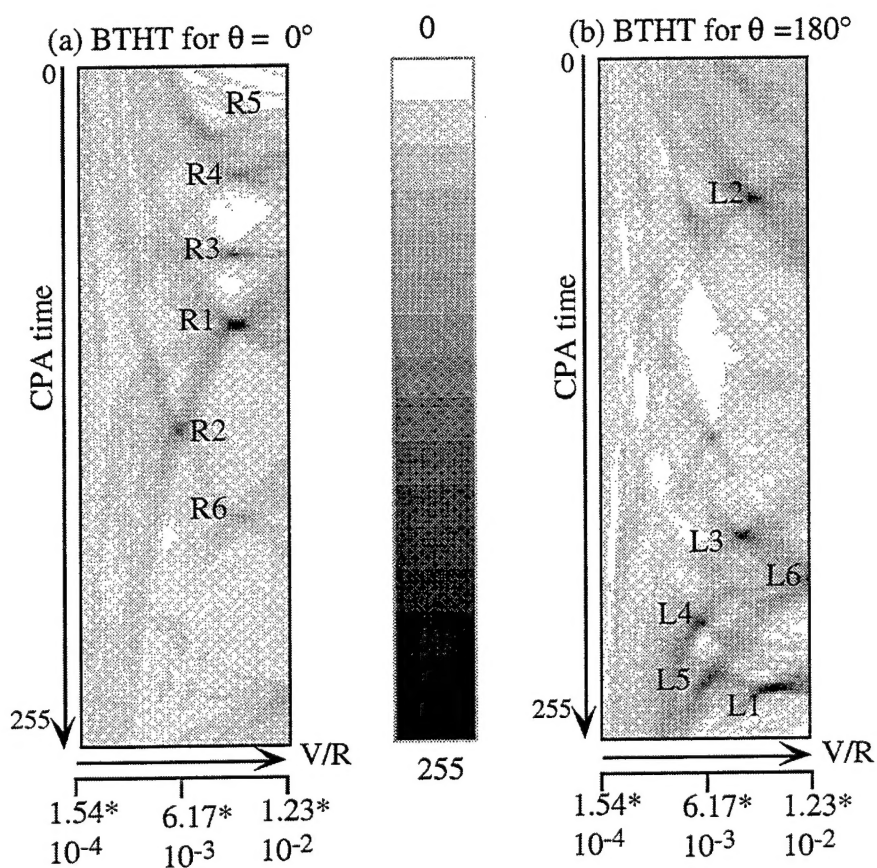 (a) BTHT for θ = 0°
0
R5
R4
R3
R1
R2
R6
CPA time
255
V/R
1.54* 6.17* 1.23*
10-4 10-3 10-2
0
255
(b) BTHT for θ =180°
0
L2
L3
L6
L4
L5
L1
CPA time
255
V/R
1.54* 6.17* 1.23*
10-4 10-3 10-2